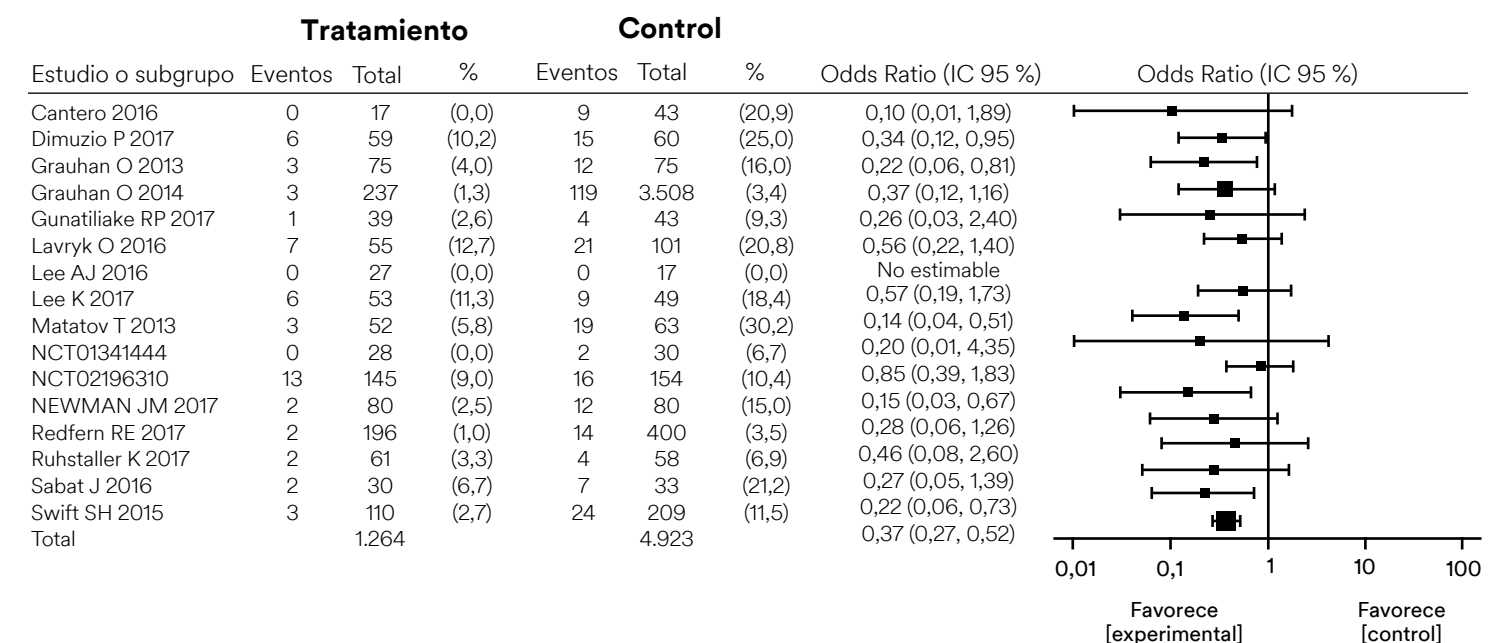 Tratamiento Control
Estudio o subgrupo Eventos Total % Eventos Total % Odds Ratio (IC 95 %) Odds Ratio (IC 95 %)
Cantero 2016 0 17 (0,0) 9 43 (20,9) 0,10 (0,01, 1,89)
Dimuzio P 2017 6 59 (10,2) 15 60 (25,0) 0,34 (0,12, 0,95)
Grauhan O 2013 3 75 (4,0) 12 75 (16,0) 0,22 (0,06, 0,81)
Grauhan O 2014 3 237 (1,3) 119 3.508 (3,4) 0,37 (0,12, 1,16)
Gunatiliake RP 2017 1 39 (2,6) 4 43 (9,3) 0,26 (0,03, 2,40)
Lavryk O 2016 7 55 (12,7) 21 101 (20,8) 0,56 (0,22, 1,40)
Lee AJ 2016 0 27 (0,0) 0 17 (0,0) No estimable
Lee K 2017 6 53 (11,3) 9 49 (18,4) 0,57 (0,19, 1,73)
Matatov T 2013 3 52 (5,8) 19 63 (30,2) 0,14 (0,04, 0,51)
NCT01341444 0 28 (0,0) 2 30 (6,7) 0,20 (0,01, 4,35)
NCT02196310 13 145 (9,0) 16 154 (10,4) 0,85 (0,39, 1,83)
NEWMAN JM 2017 2 80 (2,5) 12 80 (15,0) 0,15 (0,03, 0,67)
Redfern RE 2017 2 196 (1,0) 14 400 (3,5) 0,28 (0,06, 1,26)
Ruhstaller K 2017 2 61 (3,3) 4 58 (6,9) 0,46 (0,08, 2,60)
Sabat J 2016 2 30 (6,7) 7 33 (21,2) 0,27 (0,05, 1,39)
Swift SH 2015 3 110 (2,7) 24 209 (11,5) 0,22 (0,06, 0,73)
Total 1.264 4.923 0,37 (0,27, 0,52)
0,01 0,1 1 10 100
Favorece Favorece
[experimental] [control]